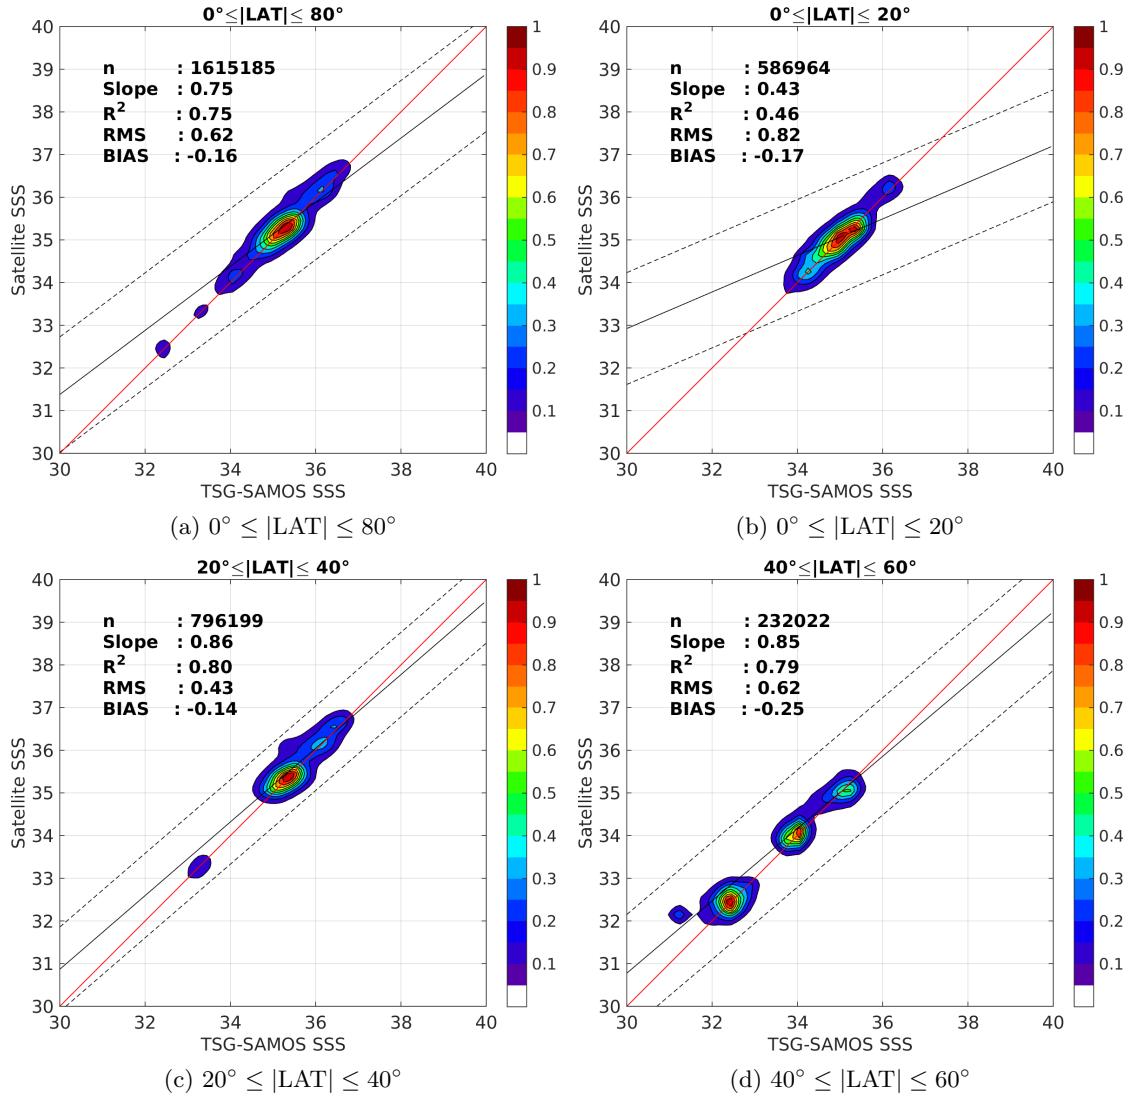 0°≤|LAT|≤ 80°
n : 1615185
Slope : 0.75
R² : 0.75
RMS : 0.62
BIAS : -0.16
40
39
38
37
36
35
34
33
32
31
30
Satellite SSS
30 32 34 36 38 40
TSG-SAMOS SSS
1
0.9
0.8
0.7
0.6
0.5
0.4
0.3
0.2
0.1
(a) 0° ≤ |LAT| ≤ 80°
0°≤|LAT|≤ 20°
n : 586964
Slope : 0.43
R² : 0.46
RMS : 0.82
BIAS : -0.17
40
39
38
37
36
35
34
33
32
31
30
Satellite SSS
30 32 34 36 38 40
TSG-SAMOS SSS
1
0.9
0.8
0.7
0.6
0.5
0.4
0.3
0.2
0.1
(b) 0° ≤ |LAT| ≤ 20°
20°≤|LAT|≤ 40°
n : 796199
Slope : 0.86
R² : 0.80
RMS : 0.43
BIAS : -0.14
40
39
38
37
36
35
34
33
32
31
30
Satellite SSS
30 32 34 36 38 40
TSG-SAMOS SSS
1
0.9
0.8
0.7
0.6
0.5
0.4
0.3
0.2
0.1
(c) 20° ≤ |LAT| ≤ 40°
40°≤|LAT|≤ 60°
n : 232022
Slope : 0.85
R² : 0.79
RMS : 0.62
BIAS : -0.25
40
39
38
37
36
35
34
33
32
31
30
Satellite SSS
30 32 34 36 38 40
TSG-SAMOS SSS
1
0.9
0.8
0.7
0.6
0.5
0.4
0.3
0.2
0.1
(d) 40° ≤ |LAT| ≤ 60°